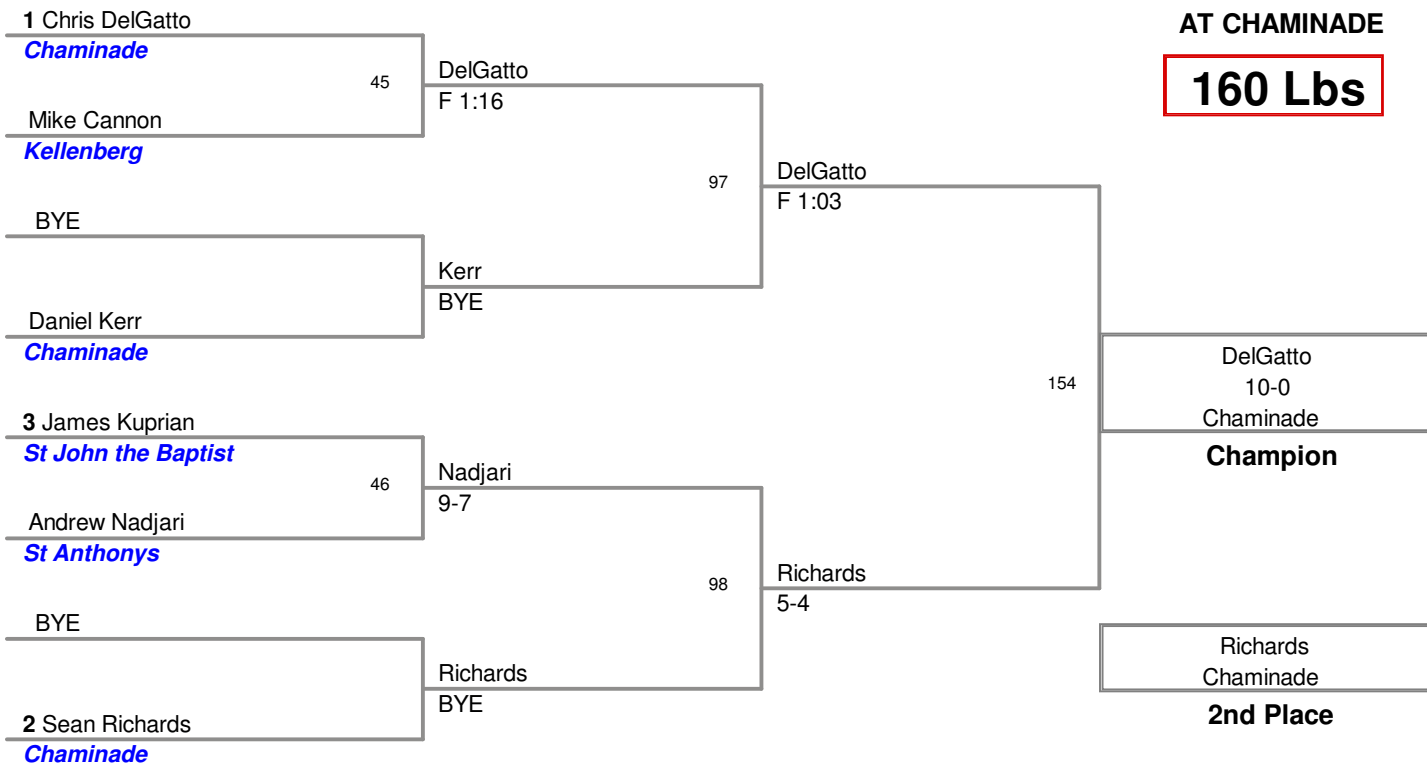 1 Chris DelGatto
Chaminade
45
Mike Cannon
Kellenberg
BYE
Daniel Kerr
Chaminade
3 James Kuprian
St John the Baptist
46
Andrew Nadjari
St Anthonys
BYE
2 Sean Richards
Chaminade
DelGatto
F 1:16
97
Kerr
BYE
Nadjari
9-7
98
Richards
BYE
DelGatto
F 1:03
154
Richards
5-4
AT CHAMINADE
160 Lbs
DelGatto
10-0
Chaminade
Champion
Richards
Chaminade
2nd Place